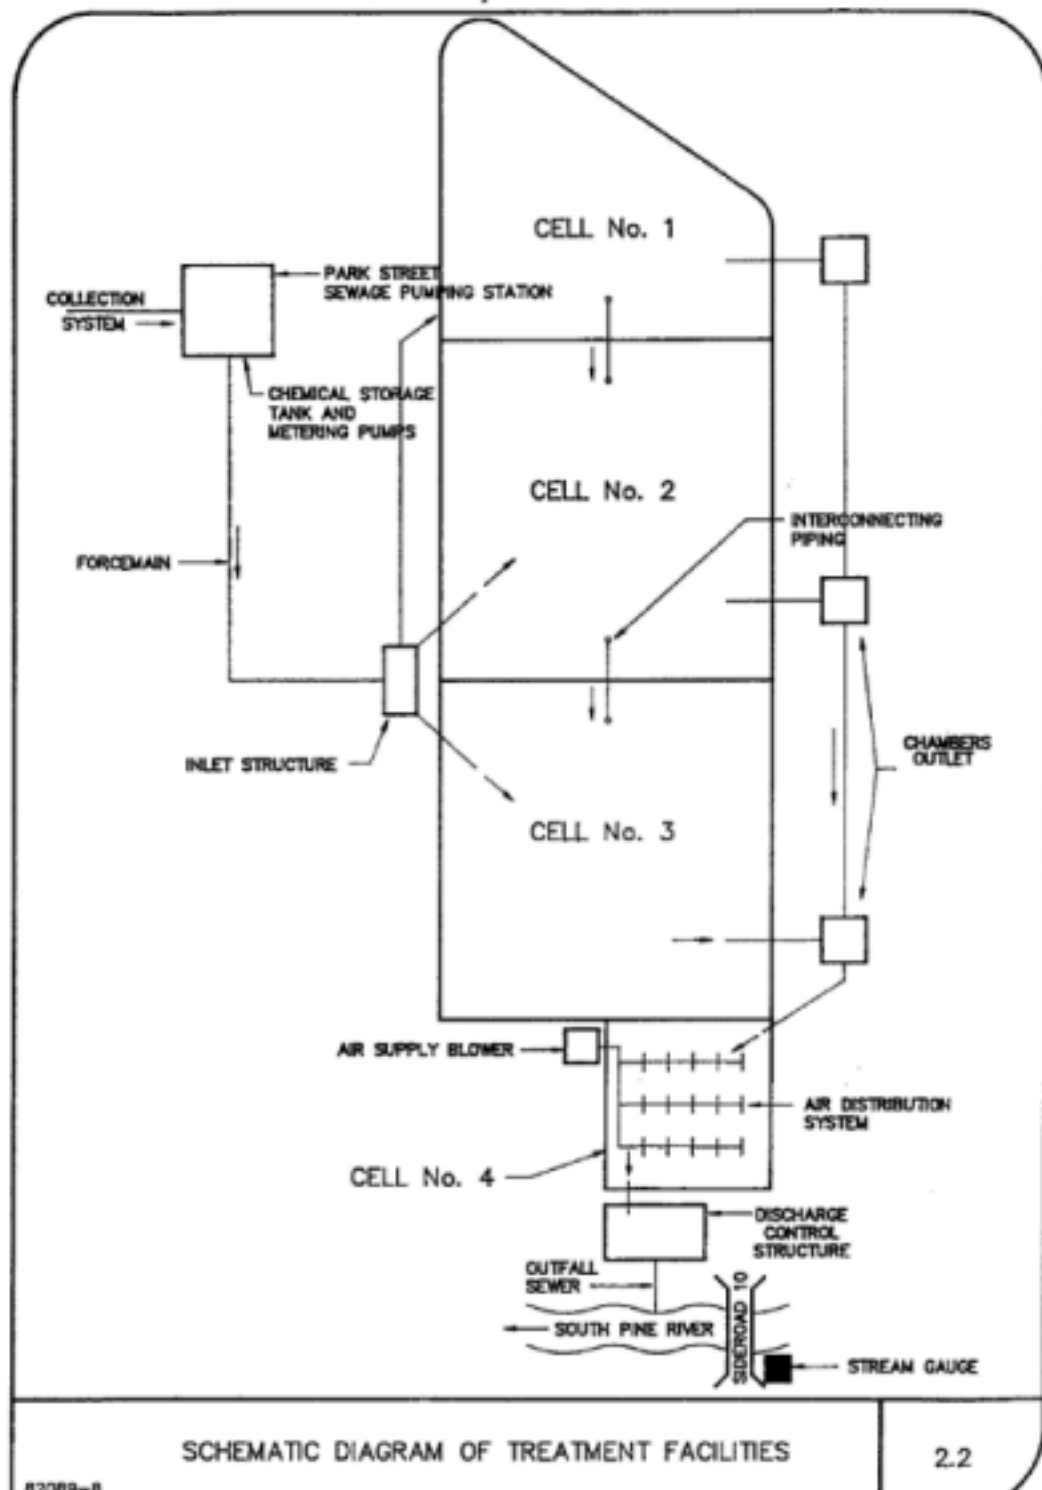 CELL No. 1
PARK STREET
SEWAGE PUMPING STATION
COLLECTION
SYSTEM
CHEMICAL STORAGE
TANK AND
METERING PUMPS
CELL No. 2
INTERCONNECTING
PIPING
FORCEMAIN
INLET STRUCTURE
CHAMBERS
OUTLET
CELL No. 3
AIR SUPPLY BLOWER
AIR DISTRIBUTION
SYSTEM
CELL No. 4
DISCHARGE
CONTROL
STRUCTURE
OUTFALL
SEWER
SIDEROAD 10
SOUTH PINE RIVER
STREAM GAUGE
SCHEMATIC DIAGRAM OF TREATMENT FACILITIES
2.2